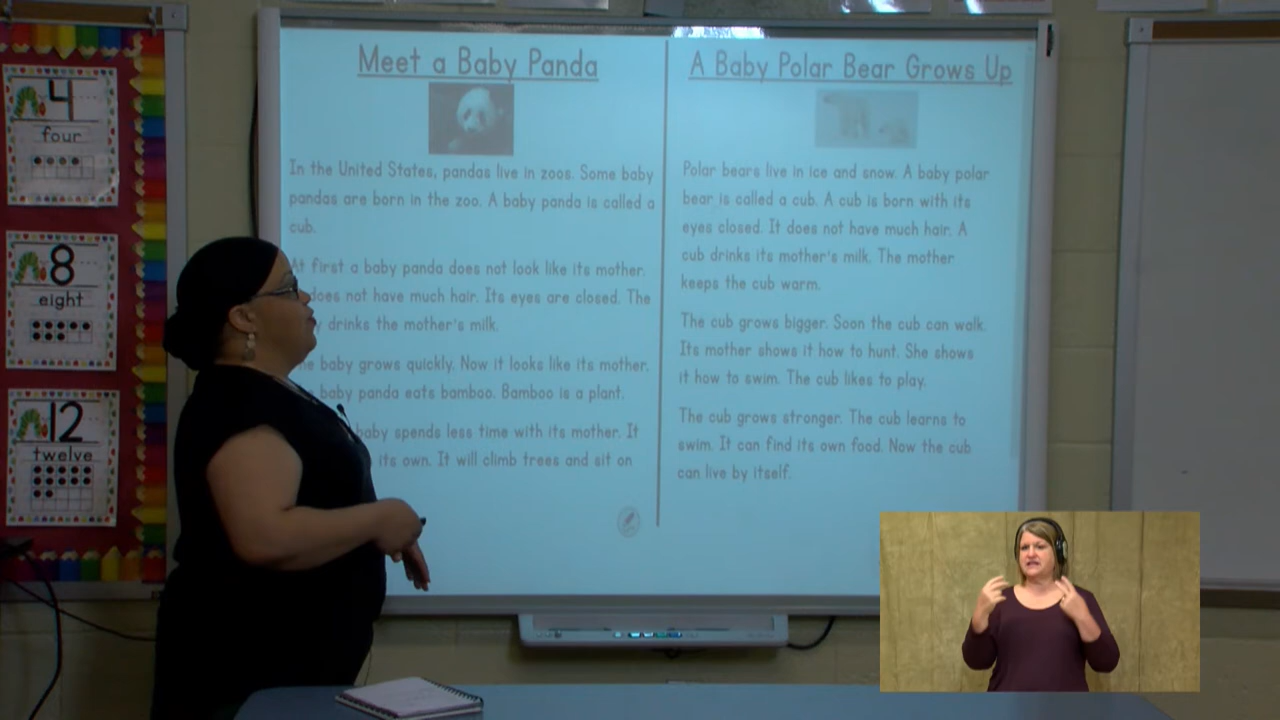 4
four
8
eight
12
twelve
Meet a Baby Panda
In the United States, pandas live in zoos. Some baby
pandas are born in the zoo. A baby panda is called a
cub.
At first a baby panda does not look like its mother.
does not have much hair. Its eyes are closed. The
drinks the mother's milk.
baby grows quickly. Now it looks like its mother.
baby panda eats bamboo. Bamboo is a plant.
baby spends less time with its mother. It
its own. It will climb trees and sit on
A Baby Polar Bear Grows Up
Polar bears live in ice and snow. A baby polar
bear is called a cub. A cub is born with its
eyes closed. It does not have much hair. A
cub drinks its mother's milk. The mother
keeps the cub warm.
The cub grows bigger. Soon the cub can walk.
Its mother shows it how to hunt. She shows
it how to swim. The cub likes to play.
The cub grows stronger. The cub learns to
swim. It can find its own food. Now the cub
can live by itself.